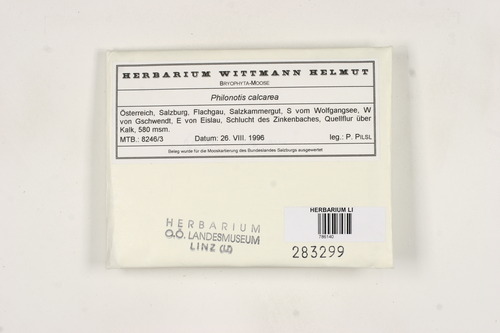 HERBARIUM WITTMANN HELMUT
BRYOPHYTA-MOOSE
Philonotis calcarea
Österreich, Salzburg, Flachgau, Salzkammergut, S vom Wolfgangsee, W
von Gschwendt, E von Eislau, Schlucht des Zinkenbaches, Quellflur über
Kalk, 580 msm.
MTB.: 8246/3 Datum: 26. VIII. 1996 leg.: P. PILSL
Beleg wurde für die Mooskartierung des Bundeslandes Salzburgs ausgewertet
HERBARIUM LI
786140
HERBARIUM
O.Ö. LANDESMUSEUM
LINZ (LI)
283299